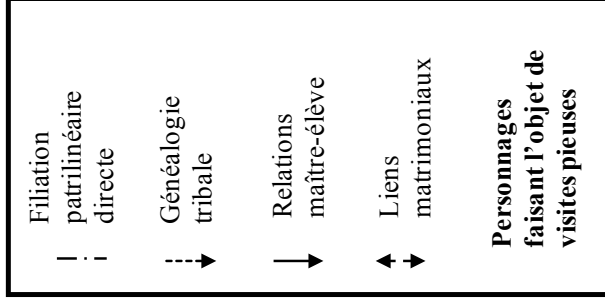 Filiation
patrilinéaire
directe
Généalogie
tribale
Relations
maître-élève
Liens
matrimoniaux
Personnages
faisant l'objet de
visites pieuses